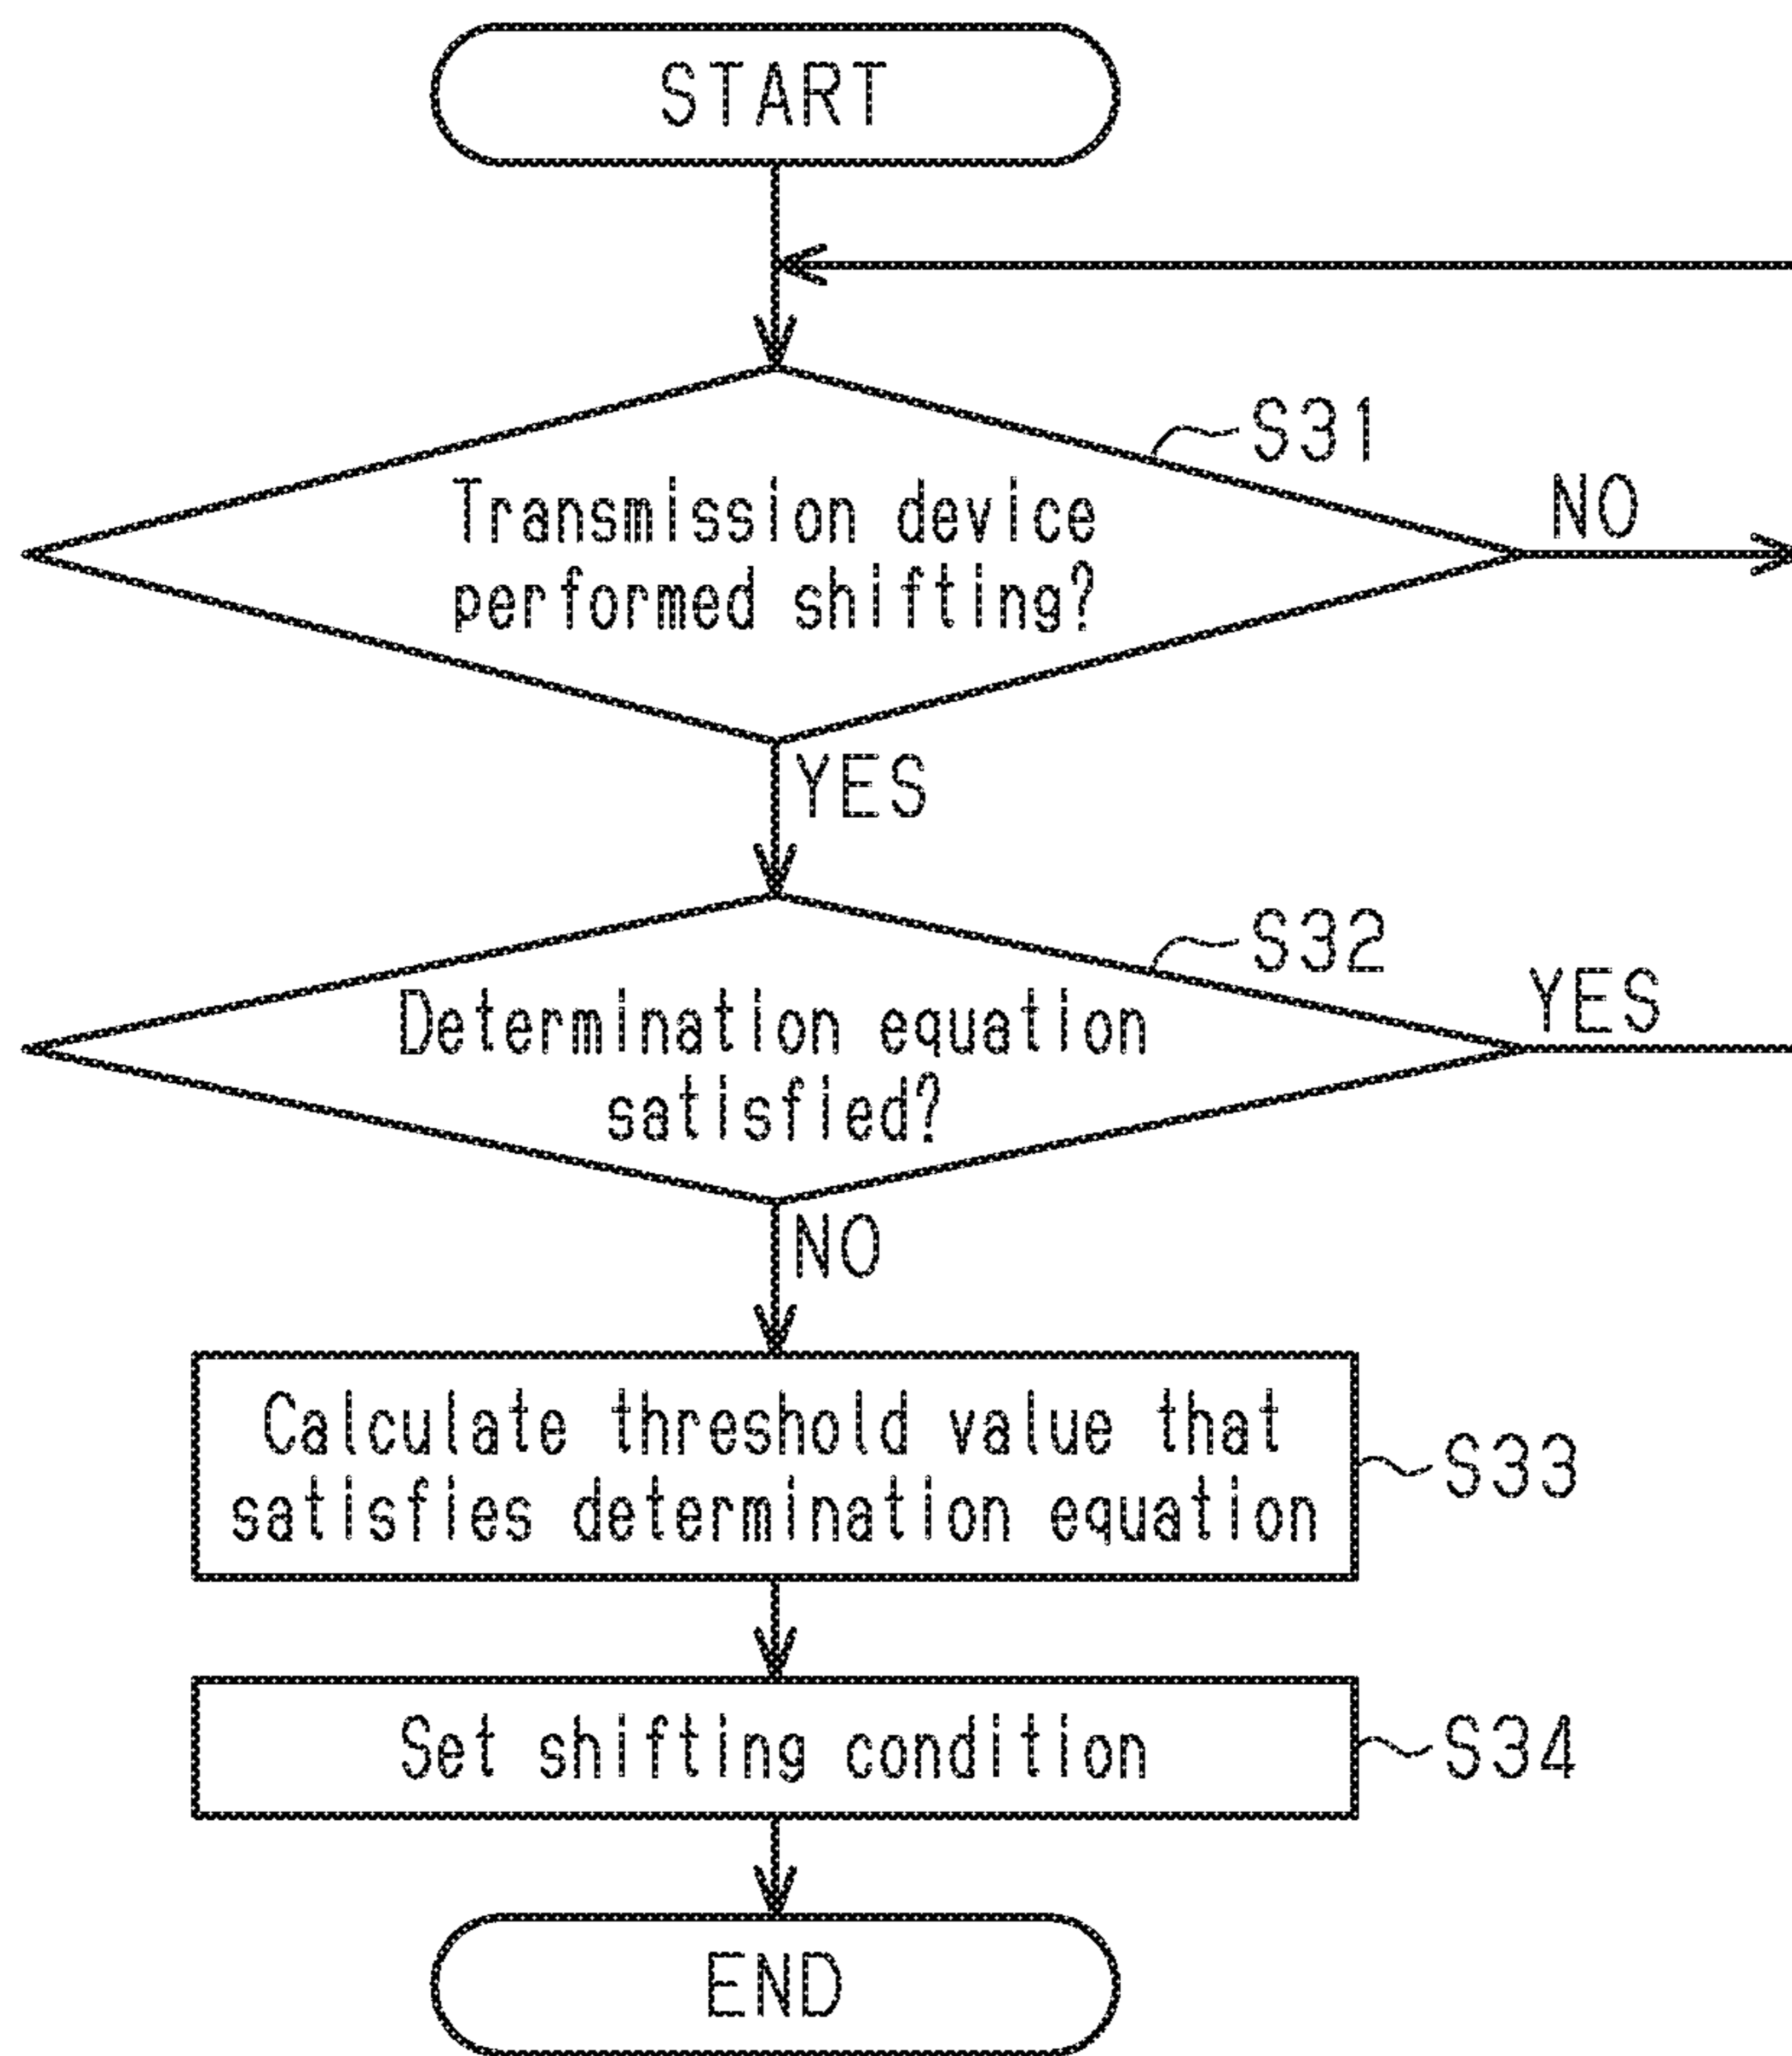 START
S31
Transmission device
performed shifting?
NO
YES
S32
Determination equation
satisfied?
YES
NO
Calculate threshold value that
satisfies determination equation
S33
Set shifting condition
S34
END